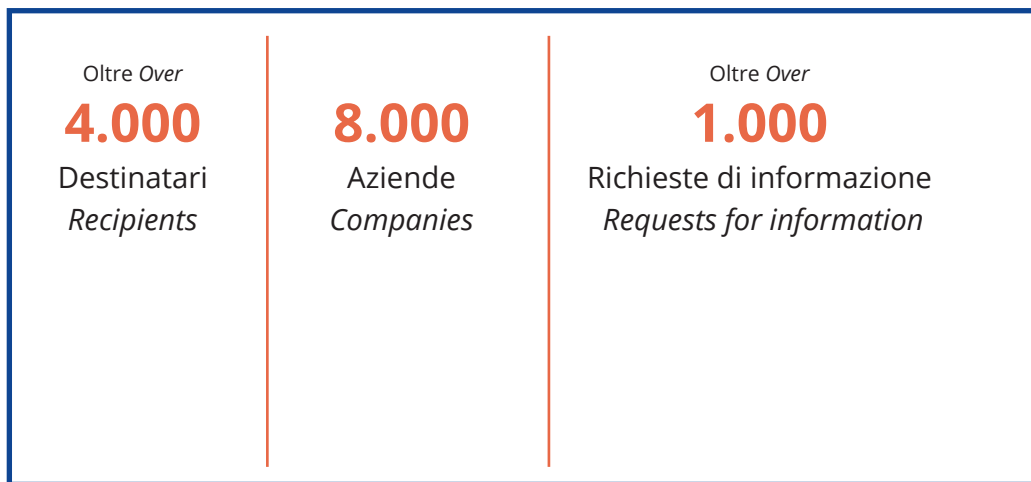 Oltre Over
4.000
Destinatari
Recipients
8.000
Aziende
Companies
Oltre Over
1.000
Richieste di informazione
Requests for information